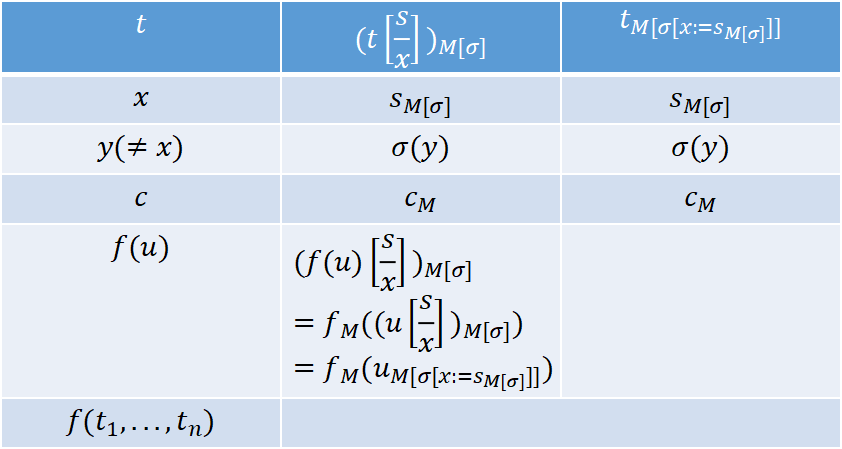 t (t[s/x])_{M[σ]} t_{M[σ[x:=s_{M[σ]}]]}
x s_{M[σ]} s_{M[σ]}
y(≠ x) σ(y) σ(y)
c c_M c_M
f(u) (f(u)[s/x])_{M[σ]}
= f_M((u[s/x])_{M[σ]})
= f_M(u_{M[σ[x:=s_{M[σ]}]]})
f(t_1, ..., t_n)